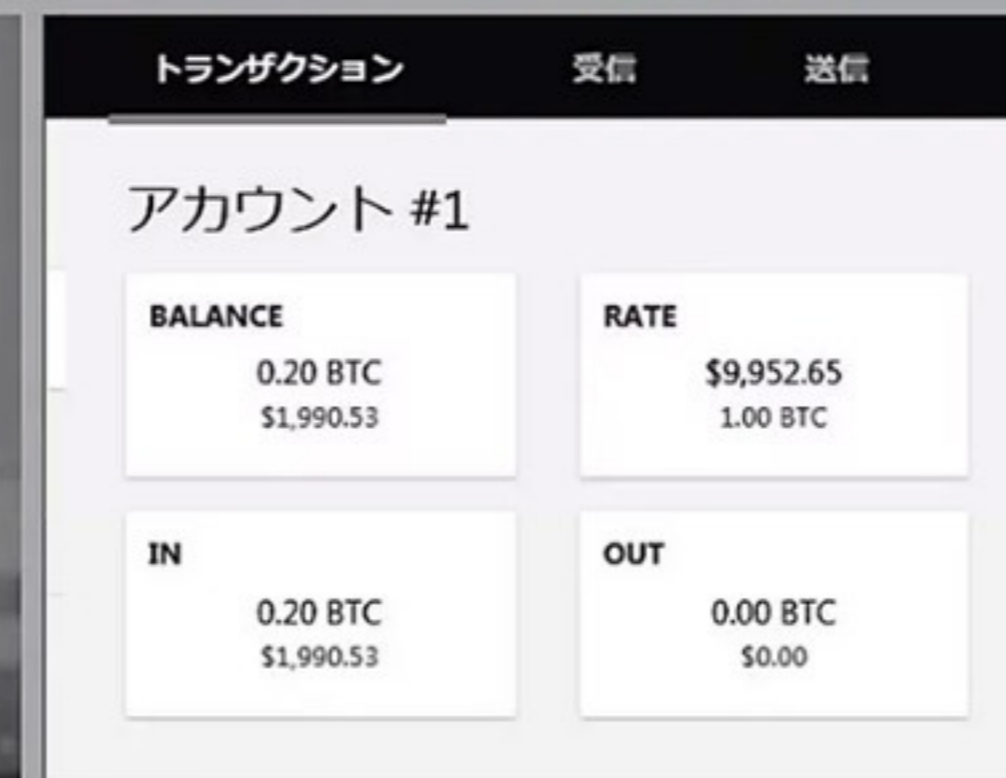 トランザクション 受信 送信
アカウント #1
BALANCE
0.20 BTC
$1,990.53
RATE
$9,952.65
1.00 BTC
IN
0.20 BTC
$1,990.53
OUT
0.00 BTC
$0.00